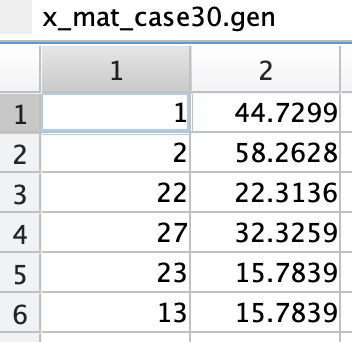 x_mat_case30.gen
1 2
1 1 44.7299
2 2 58.2628
3 22 22.3136
4 27 32.3259
5 23 15.7839
6 13 15.7839